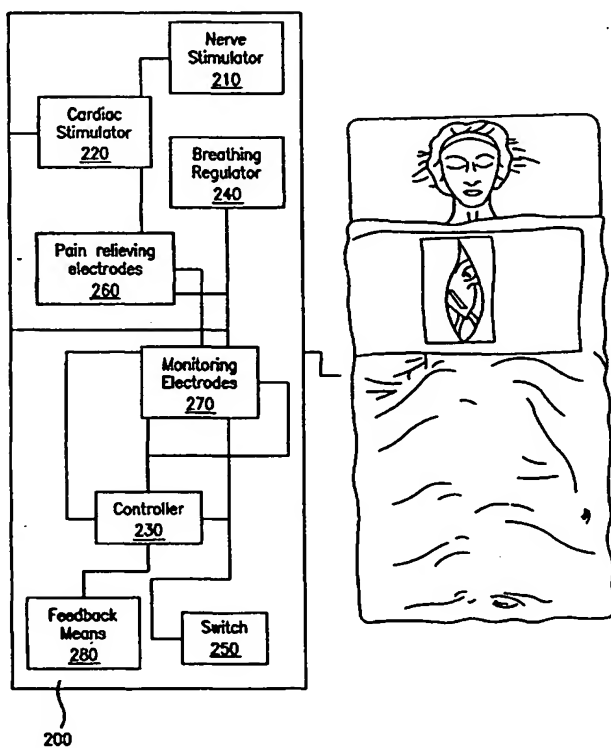 Nerve
Stimulator
210
Cardiac
Stimulator
220
Breathing
Regulator
240
Pain relieving
electrodes
260
Monitoring
Electrodes
270
Controller
230
Feedback
Means
280
Switch
250
200